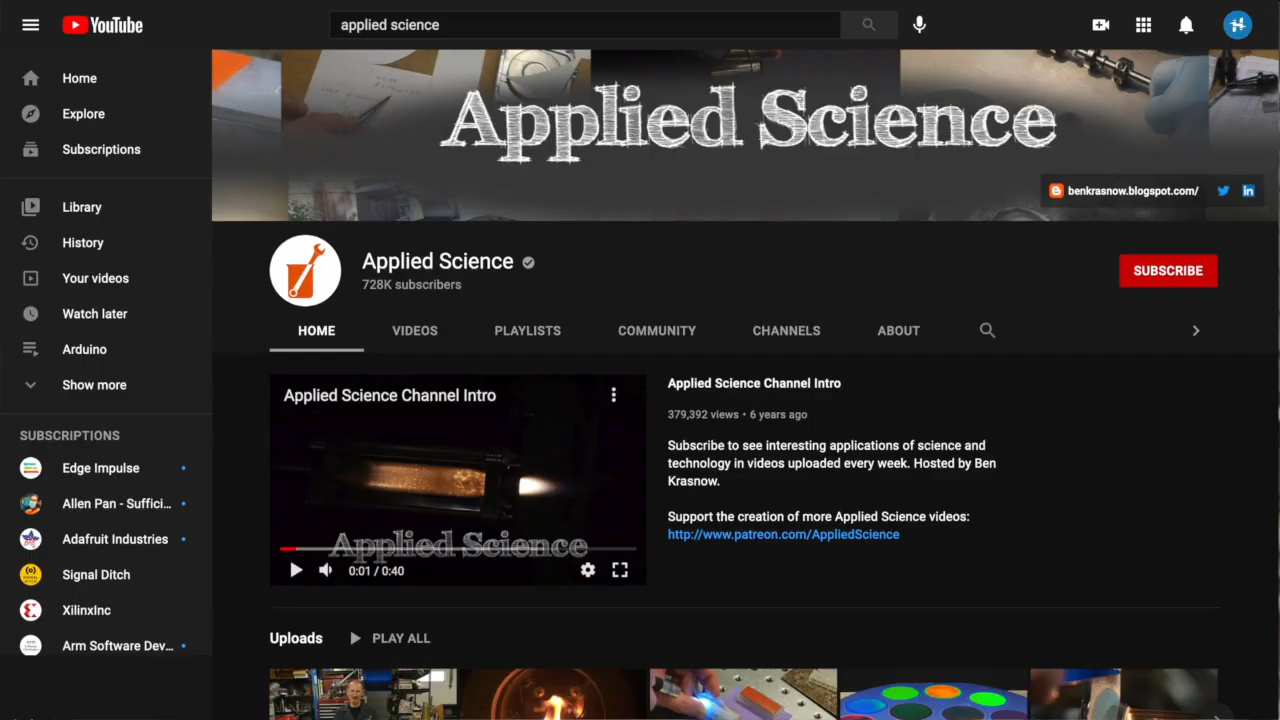 YouTube
applied science
Home
Explore
Subscriptions
Library
History
Your videos
Watch later
Arduino
Show more
SUBSCRIPTIONS
Edge Impulse
Allen Pan - Suffici...
Adafruit Industries
Signal Ditch
XilinxInc
Arm Software Dev...
Applied Science
benkrasnow.blogspot.com/
Applied Science
728K subscribers
SUBSCRIBE
HOME VIDEOS PLAYLISTS COMMUNITY CHANNELS ABOUT
Applied Science Channel Intro
Applied Science
0:01 / 0:40
Applied Science Channel Intro
379,392 views • 6 years ago
Subscribe to see interesting applications of science and
technology in videos uploaded every week. Hosted by Ben
Krasnow.
Support the creation of more Applied Science videos:
http://www.patreon.com/AppliedScience
Uploads PLAY ALL